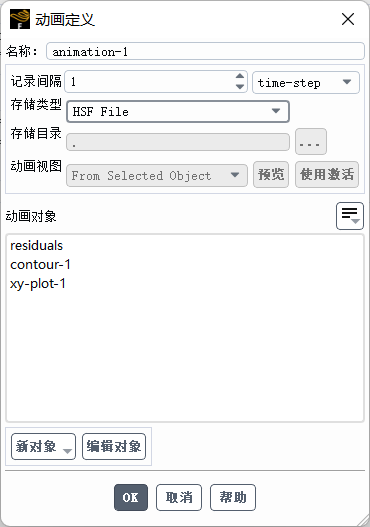 动画定义
名称: animation-1
记录间隔 1 time-step
存储类型 HSF File
存储目录 . ...
动画视图 From Selected Object 预览 使用激活
动画对象
residuals
contour-1
xy-plot-1
新对象 编辑对象
OK 取消 帮助